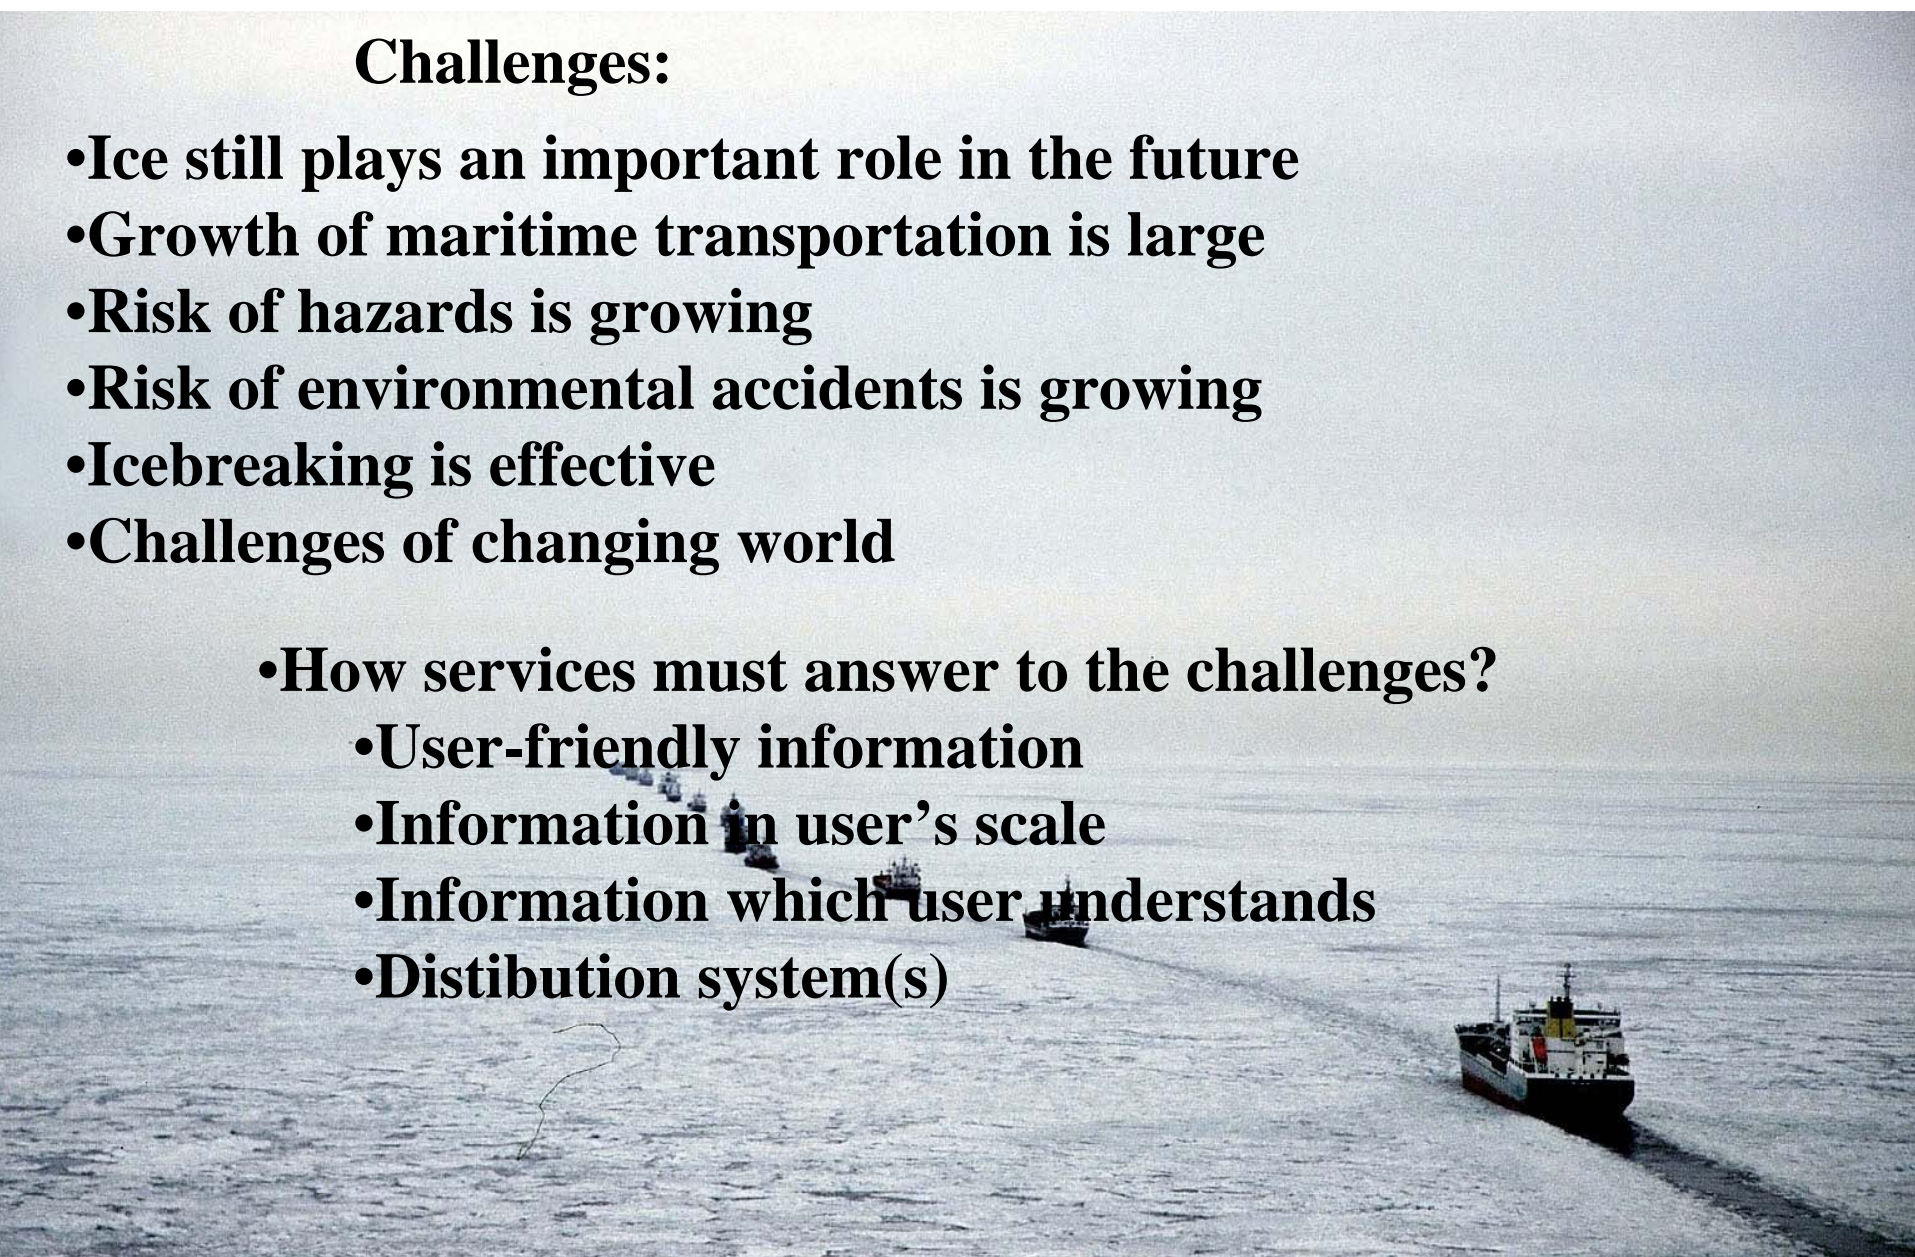 Challenges:
•Ice still plays an important role in the future
•Growth of maritime transportation is large
•Risk of hazards is growing
•Risk of environmental accidents is growing
•Icebreaking is effective
•Challenges of changing world
•How services must answer to the challenges?
•User-friendly information
•Information in user’s scale
•Information which user understands
•Distibution system(s)